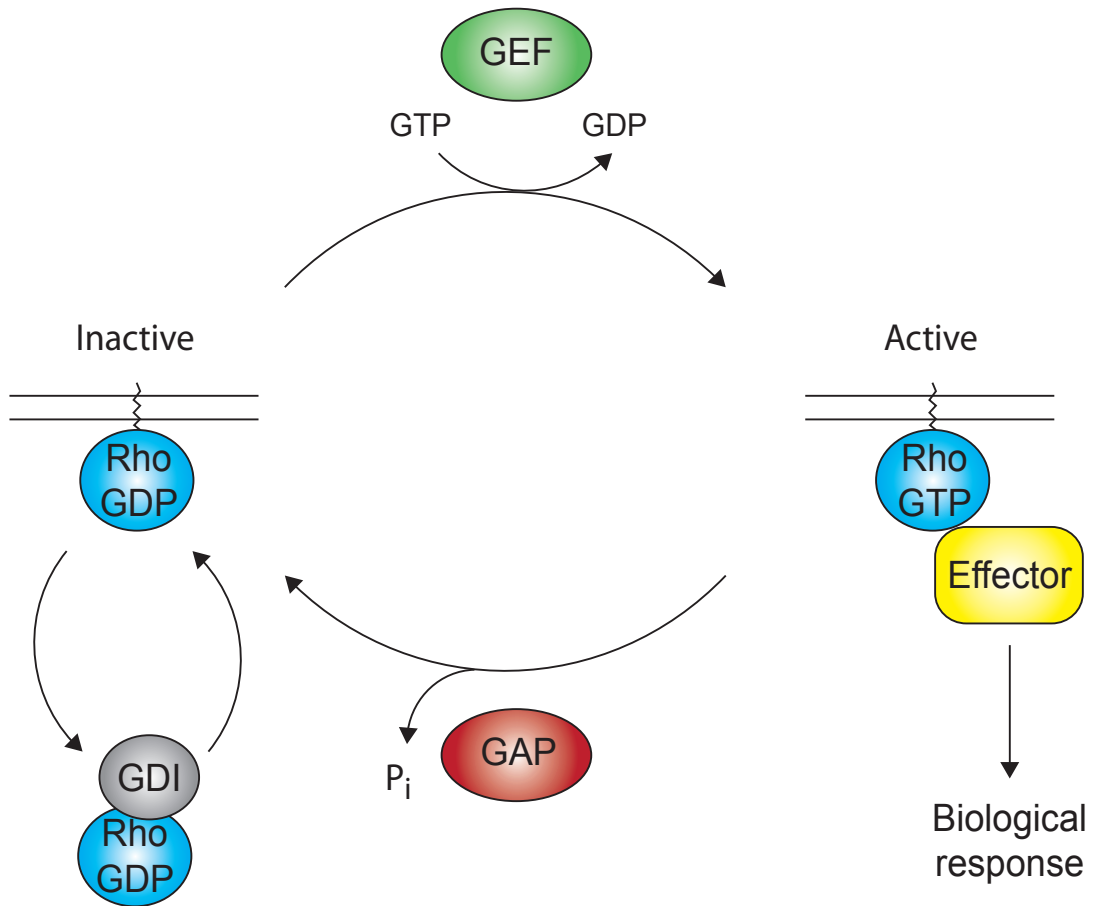 GEF
GTP
GDP
Inactive
Active
Rho
GDP
Rho
GTP
Effector
GDI
Rho
GDP
GAP
Pi
Biological
response